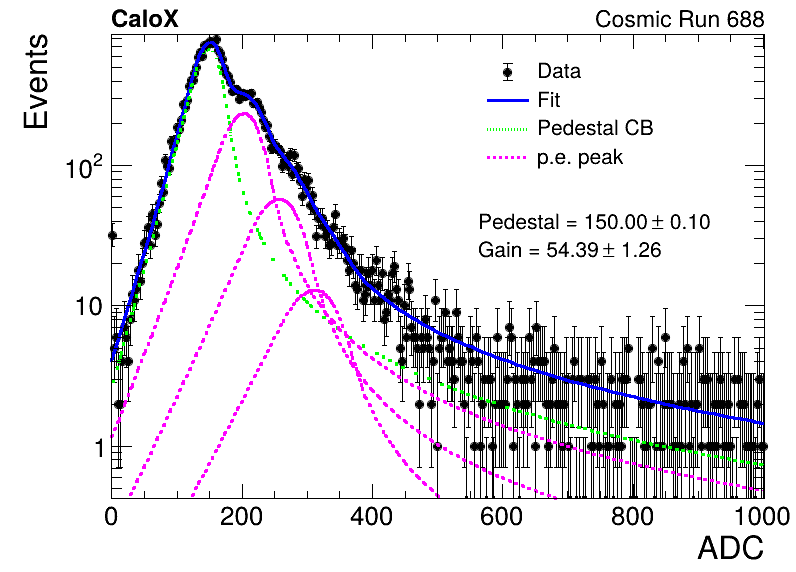 CaloX
Cosmic Run 688
Events
Data
Fit
Pedestal CB
p.e. peak
Pedestal = 150.00 ± 0.10
Gain = 54.39 ± 1.26
10²
10
1
0 200 400 600 800 1000
ADC